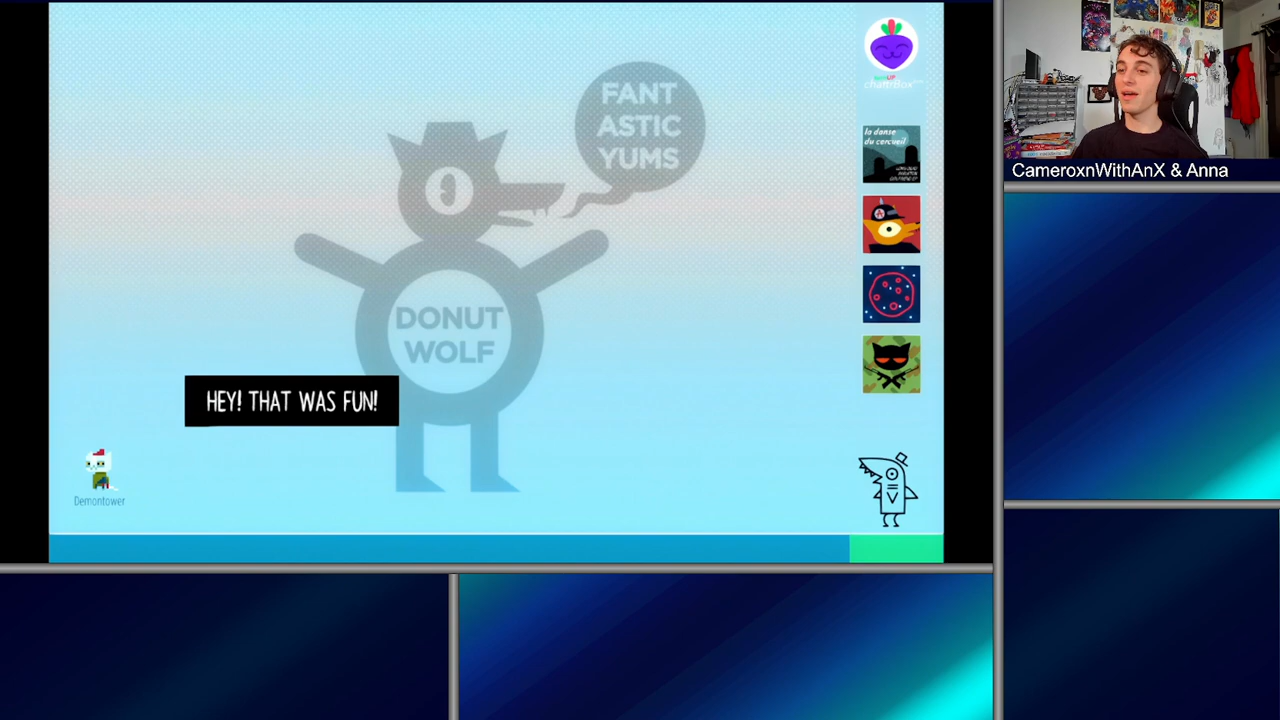 FANT
ASTIC
YUMS
DONUT
WOLF
HEY! THAT WAS FUN!
Demontower
la danse
du cercueil
CameroxnWithAnX & Anna